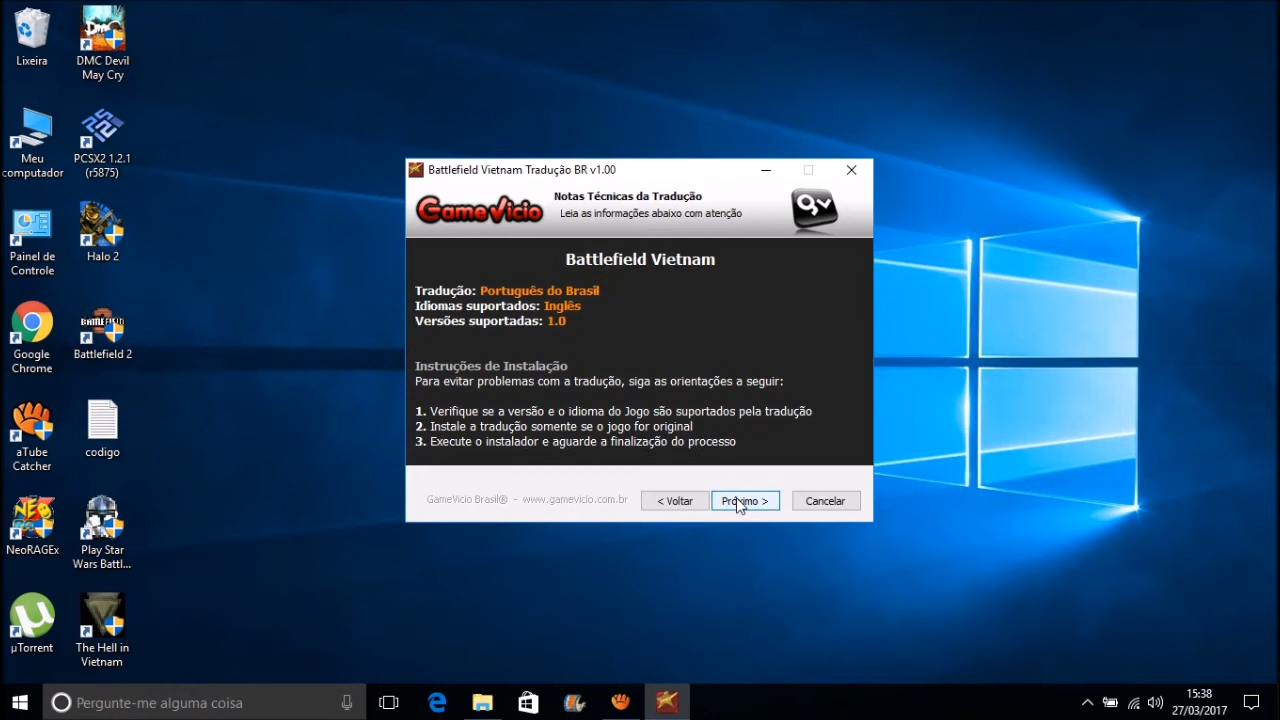 Lixeira
DMC Devil
May Cry
Meu
computador
PCSX2 1.2.1
(r5875)
Painel de
Controle
Halo 2
Google
Chrome
BATTLEFIELD
Battlefield 2
aTube
Catcher
codigo
NEO
NeoRAGEx
Play Star
Wars Battl...
µTorrent
The Hell in
Vietnam
Battlefield Vietnam Tradução BR v1.00
GameVicio
Notas Técnicas da Tradução
Leia as informações abaixo com atenção
Battlefield Vietnam
Tradução: Português do Brasil
Idiomas suportados: Inglês
Versões suportadas: 1.0
Instruções de Instalação
Para evitar problemas com a tradução, siga as orientações a seguir:
1. Verifique se a versão e o idioma do Jogo são suportados pela tradução
2. Instale a tradução somente se o jogo for original
3. Execute o instalador e aguarde a finalização do processo
GameVicio Brasil® - www.gamevicio.com.br
< Voltar
Próximo >
Cancelar
Pergunte-me alguma coisa
15:38
27/03/2017